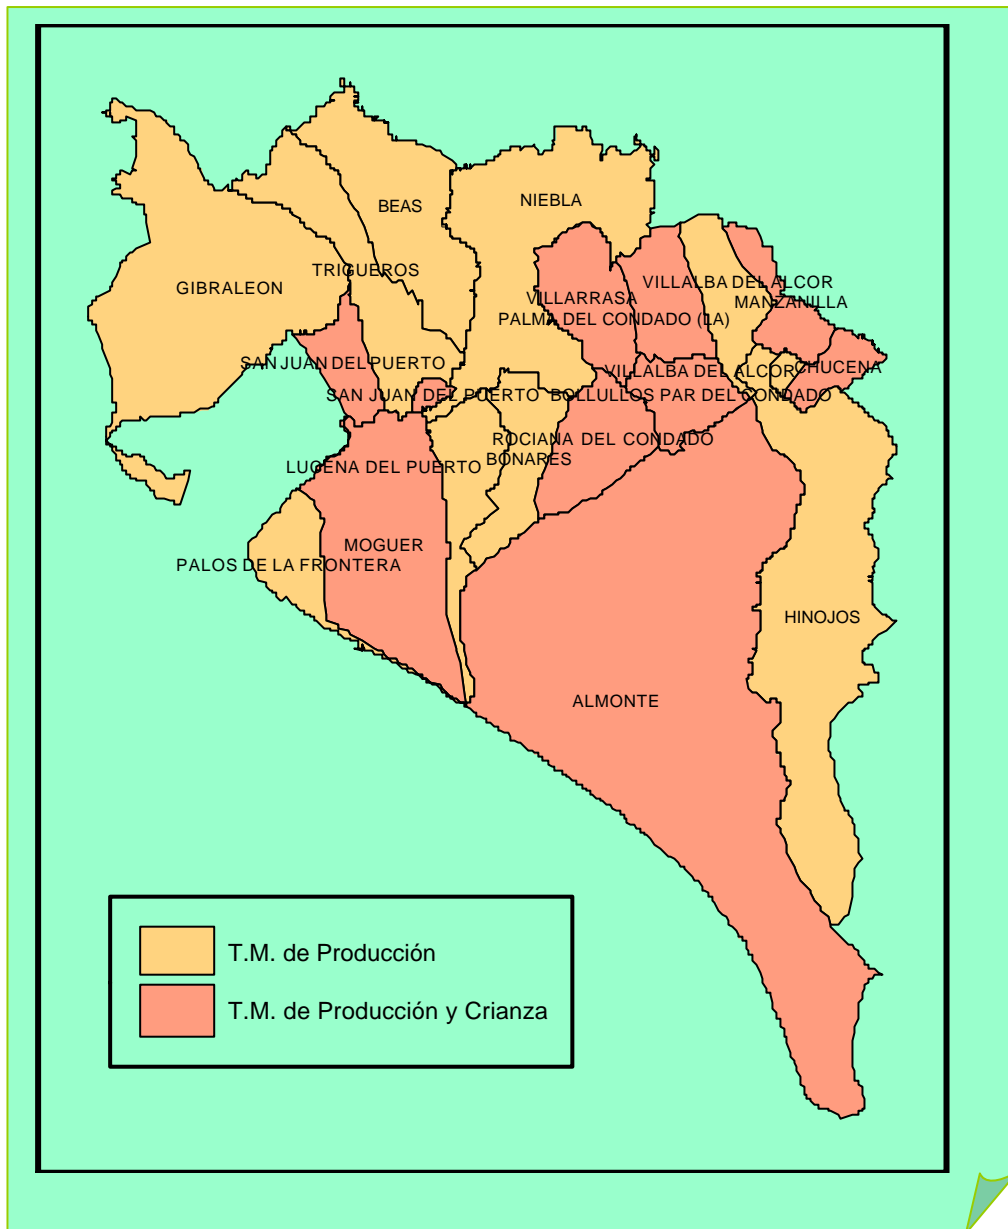 BEAS
NIEBLA
TRIGUEROS
GIBRALEON
VILLALBA DEL ALCOR
VILLARRASA
MANZANILLA
PALMA DEL CONDADO (LA)
SAN JUAN DEL PUERTO
VILLALBA DEL ALCOR
CHUCENA
SAN JUAN DEL PUERTO
BOLLULLOS PAR DEL CONDADO
ROCIANA DEL CONDADO
BONARES
LUCENA DEL PUERTO
MOGUER
PALOS DE LA FRONTERA
HINOJOS
ALMONTE
T.M. de Producción
T.M. de Producción y Crianza